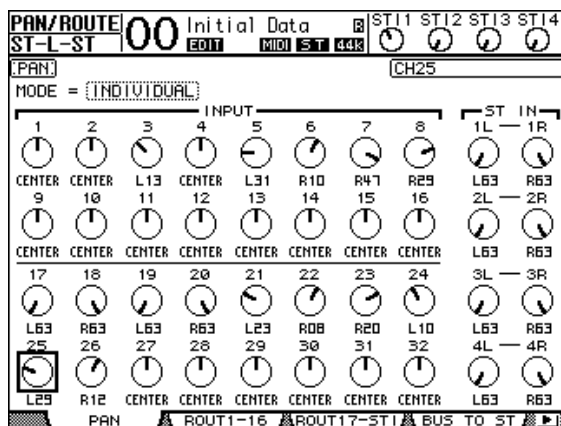 PAN/ROUTE 00 Initial Data B STI1 STI2 STI3 STI4
ST-L-ST EDIT MIDI ST 44k
PAN CH25
MODE = INDIVIDUAL
INPUT ST IN
1 2 3 4 5 6 7 8 1L 1R
CENTER CENTER L13 CENTER L31 R10 R47 R29 L63 R63
9 10 11 12 13 14 15 16 2L 2R
CENTER CENTER CENTER CENTER CENTER CENTER CENTER CENTER L63 R63
17 18 19 20 21 22 23 24 3L 3R
L63 R63 L63 R63 L23 R08 R20 L10 L63 R63
25 26 27 28 29 30 31 32 4L 4R
L29 R12 CENTER CENTER CENTER CENTER CENTER CENTER L63 R63
PAN ROUT1-16 ROUT17-STI BUS TO ST